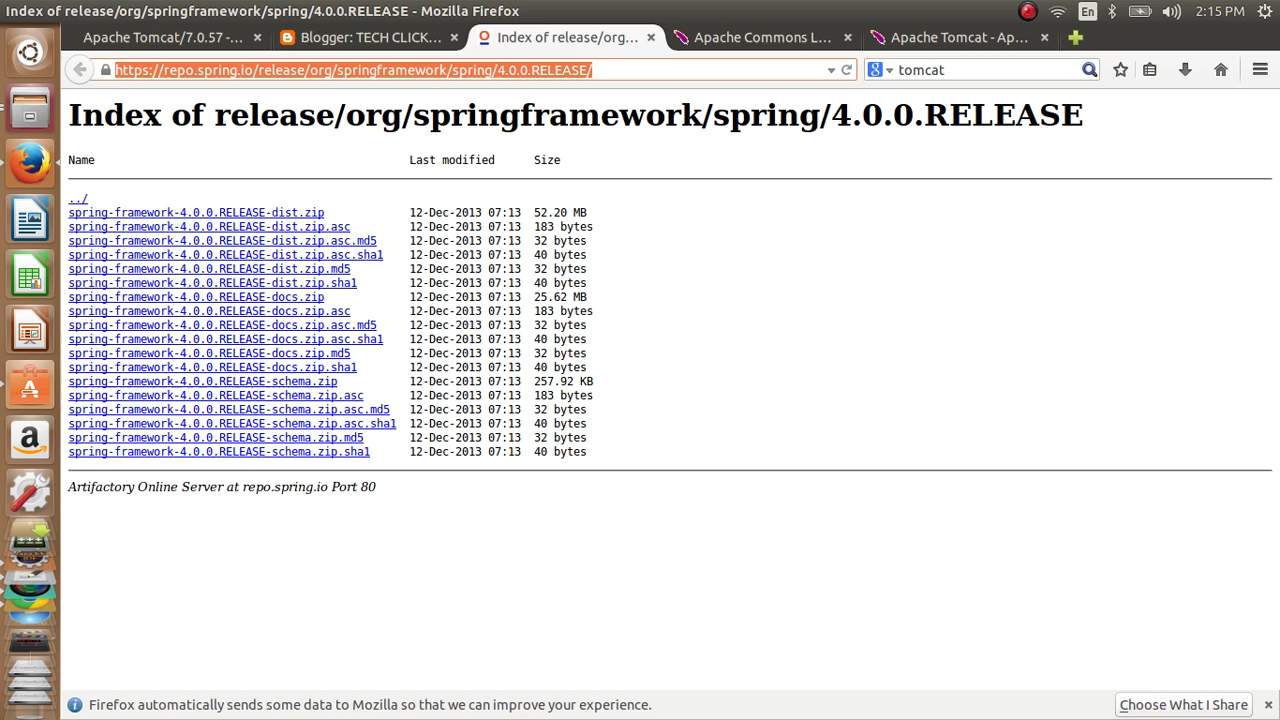 Index of release/org/springframework/spring/4.0.0.RELEASE - Mozilla Firefox
En
2:15 PM
Apache Tomcat/7.0.57 -...
Blogger: TECH CLICK...
Index of release/org...
Apache Commons L...
Apache Tomcat - Ap...
https://repo.spring.io/release/org/springframework/spring/4.0.0.RELEASE/
tomcat
Index of release/org/springframework/spring/4.0.0.RELEASE
Name Last modified Size
../
spring-framework-4.0.0.RELEASE-dist.zip 12-Dec-2013 07:13 52.20 MB
spring-framework-4.0.0.RELEASE-dist.zip.asc 12-Dec-2013 07:13 183 bytes
spring-framework-4.0.0.RELEASE-dist.zip.asc.md5 12-Dec-2013 07:13 32 bytes
spring-framework-4.0.0.RELEASE-dist.zip.asc.sha1 12-Dec-2013 07:13 40 bytes
spring-framework-4.0.0.RELEASE-dist.zip.md5 12-Dec-2013 07:13 32 bytes
spring-framework-4.0.0.RELEASE-dist.zip.sha1 12-Dec-2013 07:13 40 bytes
spring-framework-4.0.0.RELEASE-docs.zip 12-Dec-2013 07:13 25.62 MB
spring-framework-4.0.0.RELEASE-docs.zip.asc 12-Dec-2013 07:13 183 bytes
spring-framework-4.0.0.RELEASE-docs.zip.asc.md5 12-Dec-2013 07:13 32 bytes
spring-framework-4.0.0.RELEASE-docs.zip.asc.sha1 12-Dec-2013 07:13 40 bytes
spring-framework-4.0.0.RELEASE-docs.zip.md5 12-Dec-2013 07:13 32 bytes
spring-framework-4.0.0.RELEASE-docs.zip.sha1 12-Dec-2013 07:13 40 bytes
spring-framework-4.0.0.RELEASE-schema.zip 12-Dec-2013 07:13 257.92 KB
spring-framework-4.0.0.RELEASE-schema.zip.asc 12-Dec-2013 07:13 183 bytes
spring-framework-4.0.0.RELEASE-schema.zip.asc.md5 12-Dec-2013 07:13 32 bytes
spring-framework-4.0.0.RELEASE-schema.zip.asc.sha1 12-Dec-2013 07:13 40 bytes
spring-framework-4.0.0.RELEASE-schema.zip.md5 12-Dec-2013 07:13 32 bytes
spring-framework-4.0.0.RELEASE-schema.zip.sha1 12-Dec-2013 07:13 40 bytes
Artifactory Online Server at repo.spring.io Port 80
Firefox automatically sends some data to Mozilla so that we can improve your experience.
Choose What I Share